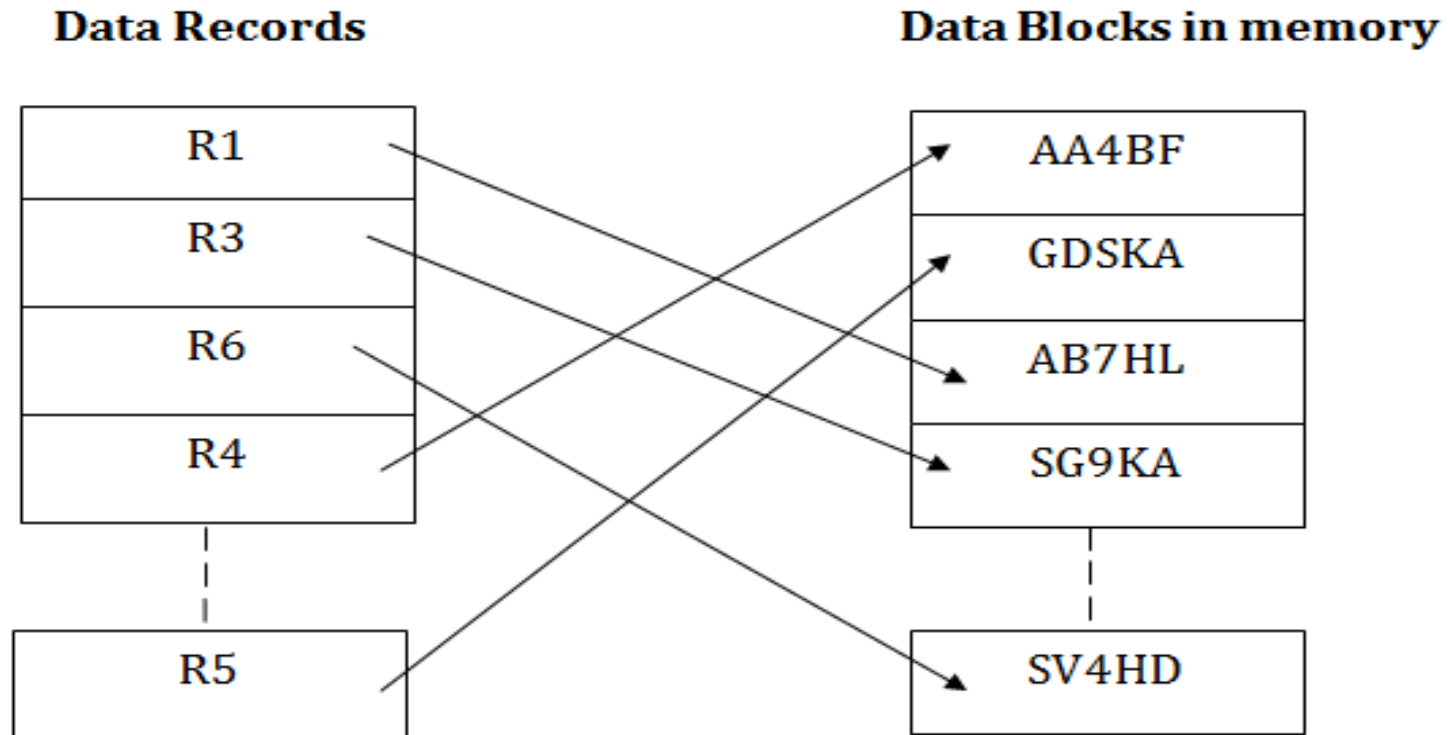 Data Records
Data Blocks in memory
R1
R3
R6
R4
R5
AA4BF
GDSKA
AB7HL
SG9KA
SV4HD